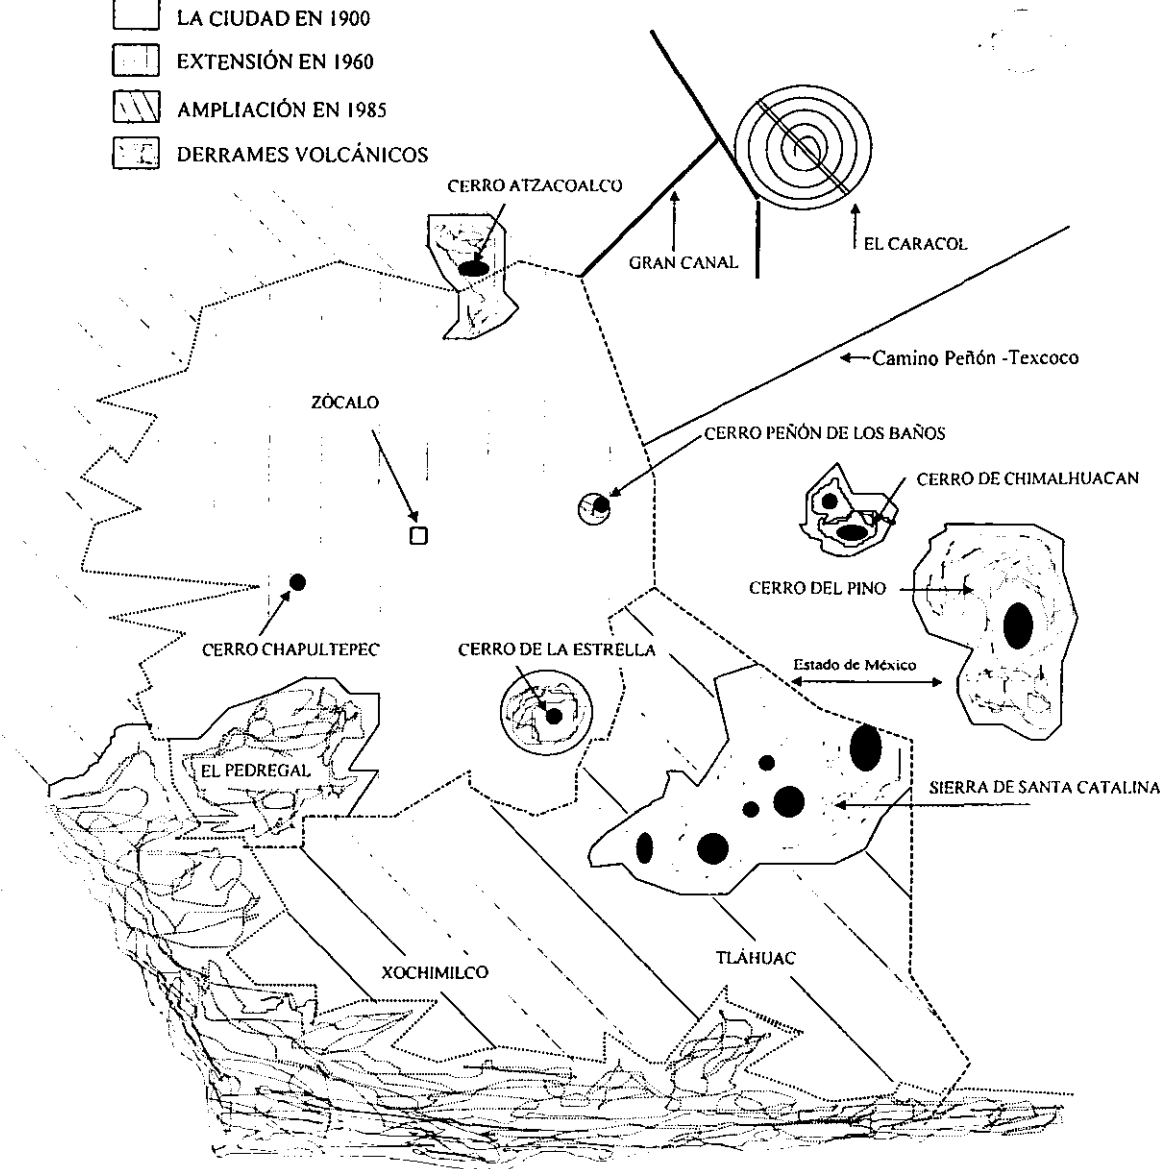 LA CIUDAD EN 1900
EXTENSIÓN EN 1960
AMPLIACIÓN EN 1985
DERRAMES VOLCÁNICOS
CERRO ATZACOALCO
GRAN CANAL
EL CARACOL
Camino Peñón -Texcoco
ZÓCALO
CERRO PEÑÓN DE LOS BAÑOS
CERRO DE CHIMALHUACAN
CERRO DEL PINO
CERRO CHAPULTEPEC
CERRO DE LA ESTRELLA
Estado de México
EL PEDREGAL
SIERRA DE SANTA CATALINA
XOCHIMILCO
TLÁHUAC